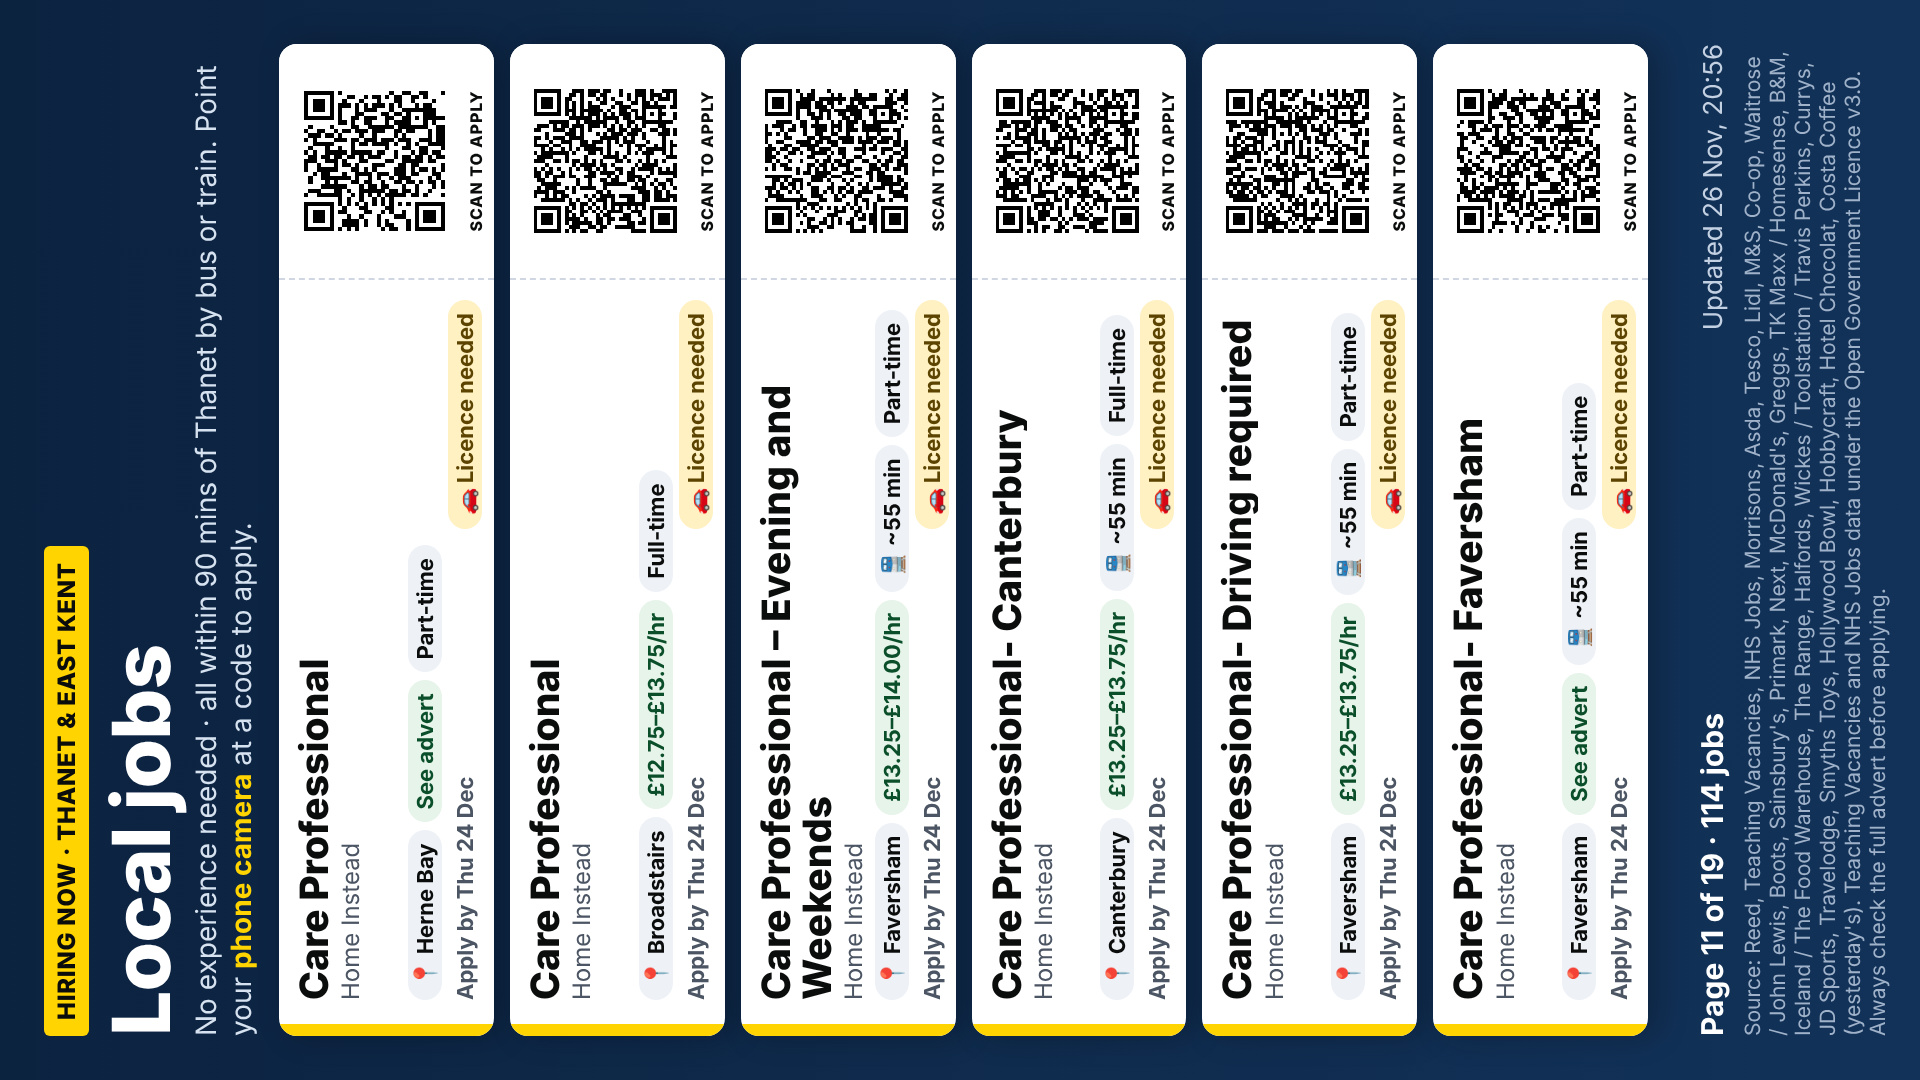 HIRING NOW · THANET & EAST KENT
Local jobs
No experience needed · all within 90 mins of Thanet by bus or train. Point
your phone camera at a code to apply.
Care Professional
Home Instead
📍 Herne Bay
See advert
Part-time
Apply by Thu 24 Dec
🚗 Licence needed
SCAN TO APPLY
Care Professional
Home Instead
📍 Broadstairs
£12.75–£13.75/hr
Full-time
Apply by Thu 24 Dec
🚗 Licence needed
SCAN TO APPLY
Care Professional – Evening and
Weekends
Home Instead
📍 Faversham
£13.25–£14.00/hr
🚆 ~55 min
Part-time
Apply by Thu 24 Dec
🚗 Licence needed
SCAN TO APPLY
Care Professional- Canterbury
Home Instead
📍 Canterbury
£13.25–£13.75/hr
🚆 ~55 min
Full-time
Apply by Thu 24 Dec
🚗 Licence needed
SCAN TO APPLY
Care Professional- Driving required
Home Instead
📍 Faversham
£13.25–£13.75/hr
🚆 ~55 min
Part-time
Apply by Thu 24 Dec
🚗 Licence needed
SCAN TO APPLY
Care Professional- Faversham
Home Instead
📍 Faversham
See advert
🚆 ~55 min
Part-time
Apply by Thu 24 Dec
🚗 Licence needed
SCAN TO APPLY
Page 11 of 19 · 114 jobs
Updated 26 Nov, 20:56
Source: Reed, Teaching Vacancies, NHS Jobs, Morrisons, Asda, Tesco, Lidl, M&S, Co-op, Waitrose
/ John Lewis, Boots, Sainsbury's, Primark, Next, McDonald's, Greggs, TK Maxx / Homesense, B&M,
Iceland / The Food Warehouse, The Range, Halfords, Wickes / Toolstation / Travis Perkins, Currys,
JD Sports, Travelodge, Smyths Toys, Hollywood Bowl, Hobbycraft, Hotel Chocolat, Costa Coffee
(yesterday's). Teaching Vacancies and NHS Jobs data under the Open Government Licence v3.0.
Always check the full advert before applying.